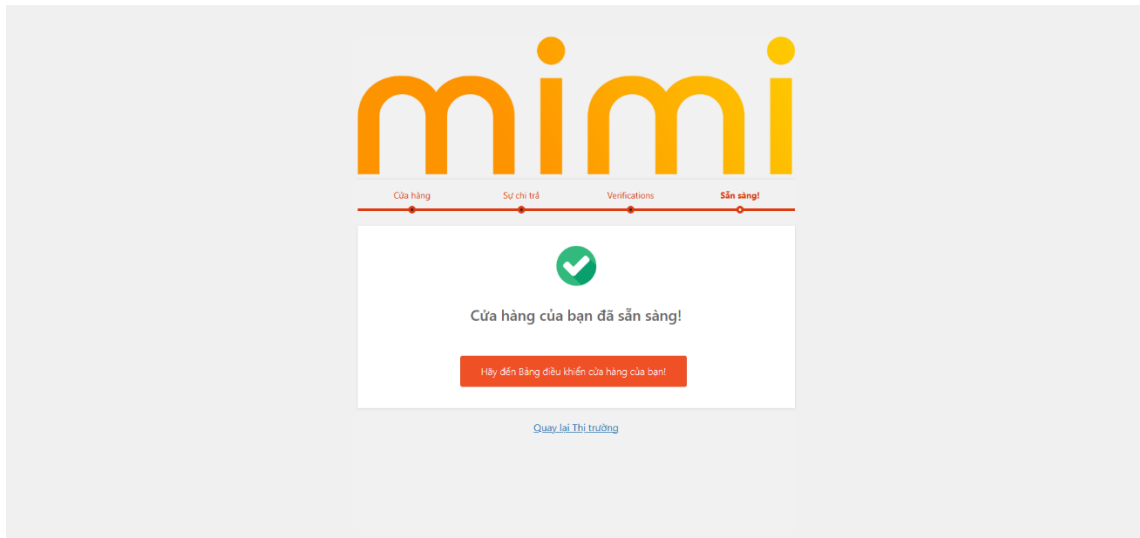 mimi
Cửa hàng Sự chi trả Verifications Sẵn sàng!
Cửa hàng của bạn đã sẵn sàng!
Hãy đến Bảng điều khiển cửa hàng của bạn!
Quay lại Thị trường